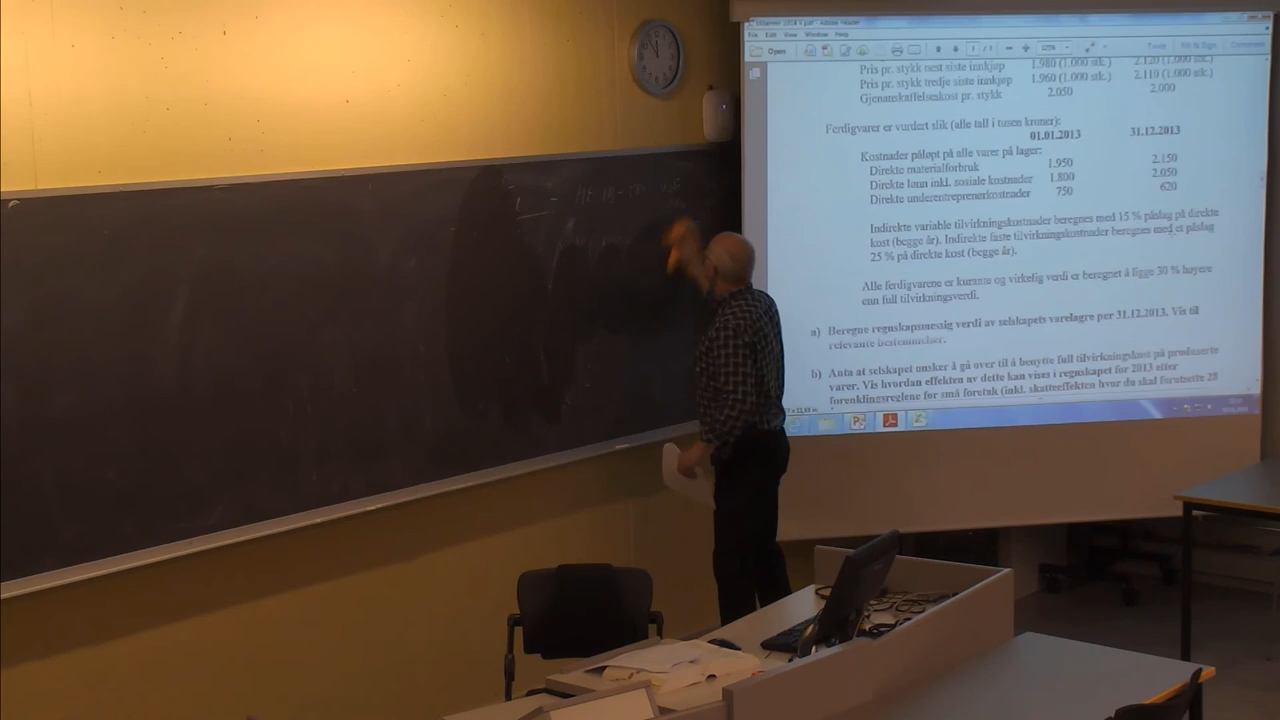 File Edit View Window Help
Open
Pris pr. stykk nest siste innkjøp 1.980 (1.000 stk.) 2.120 (1.000 stk.)
Pris pr. stykk tredje siste innkjøp 1.960 (1.000 stk.) 2.110 (1.000 stk.)
Gjenanskaffelseskost pr. stykk 2.050 2.000
Ferdigvarer er vurdert slik (alle tall i tusen kroner):
01.01.2013 31.12.2013
Kostnader påløpt på alle varer på lager:
Direkte materialforbruk 1.950 2.150
Direkte lønn inkl. sosiale kostnader 1.800 2.050
Direkte underentreprenørkostnader 750 620
Indirekte variable tilvirkningskostnader beregnes med 15 % påslag på direkte
kost (begge år). Indirekte faste tilvirkningskostnader beregnes med et påslag
25 % på direkte kost (begge år).
Alle ferdigvarene er kurante og virkelig verdi er beregnet å ligge 30 % høyere
enn full tilvirkningsverdi.
a) Beregne regnskapsmessig verdi av selskapets varelagre per 31.12.2013. Vis til
relevante bestemmelser.
b) Anta at selskapet ønsker å gå over til å benytte full tilvirkningskost på produserte
varer. Vis hvordan effekten av dette kan vises i regnskapet for 2013 etter
forenklingsreglene for små foretak (inkl. skatteeffekten hvor du skal forutsette 28